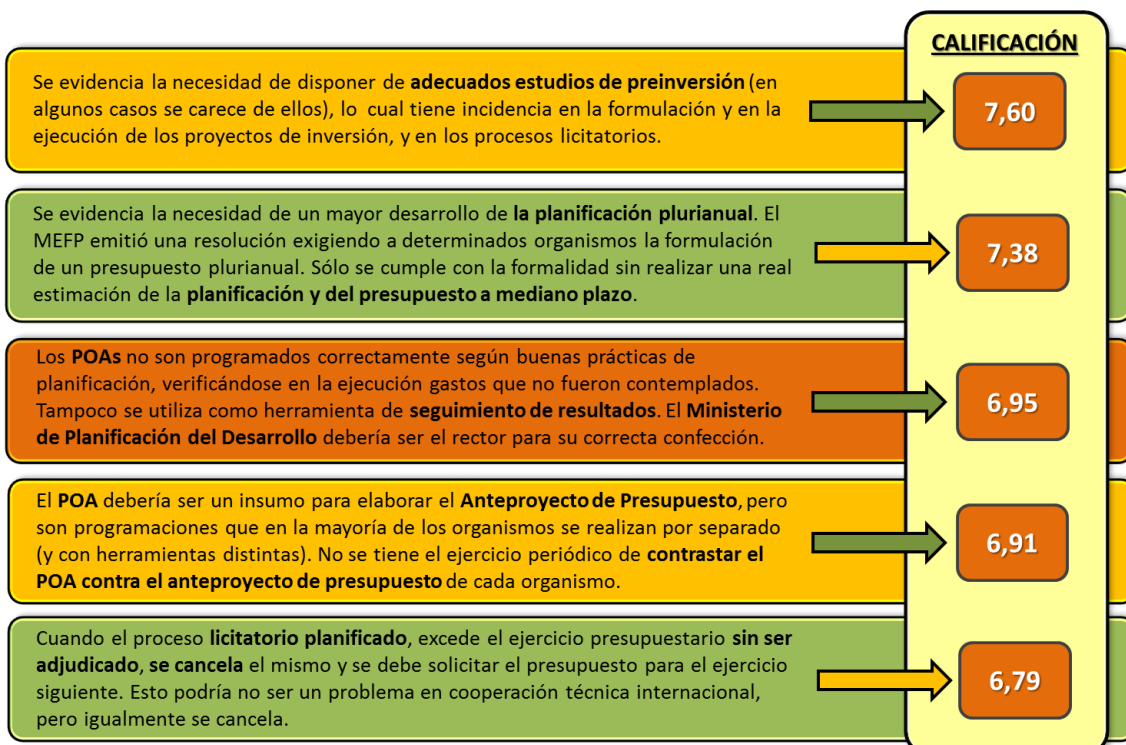 CALIFICACIÓN
Se evidencia la necesidad de disponer de adecuados estudios de preinversión (en
algunos casos se carece de ellos), lo cual tiene incidencia en la formulación y en la
ejecución de los proyectos de inversión, y en los procesos licitatorios.
7,60
Se evidencia la necesidad de un mayor desarrollo de la planificación plurianual. El
MEFP emitió una resolución exigiendo a determinados organismos la formulación
de un presupuesto plurianual. Sólo se cumple con la formalidad sin realizar una real
estimación de la planificación y del presupuesto a mediano plazo.
7,38
Los POAs no son programados correctamente según buenas prácticas de
planificación, verificándose en la ejecución gastos que no fueron contemplados.
Tampoco se utiliza como herramienta de seguimiento de resultados. El Ministerio
de Planificación del Desarrollo debería ser el rector para su correcta confección.
6,95
El POA debería ser un insumo para elaborar el Anteproyecto de Presupuesto, pero
son programaciones que en la mayoría de los organismos se realizan por separado
(y con herramientas distintas). No se tiene el ejercicio periódico de contrastar el
POA contra el anteproyecto de presupuesto de cada organismo.
6,91
Cuando el proceso licitatorio planificado, excede el ejercicio presupuestario sin ser
adjudicado, se cancela el mismo y se debe solicitar el presupuesto para el ejercicio
siguiente. Esto podría no ser un problema en cooperación técnica internacional,
pero igualmente se cancela.
6,79